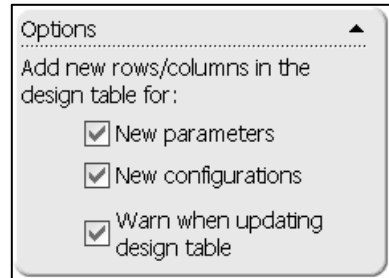 Options
Add new rows/columns in the
design table for:
New parameters
New configurations
Warn when updating
design table